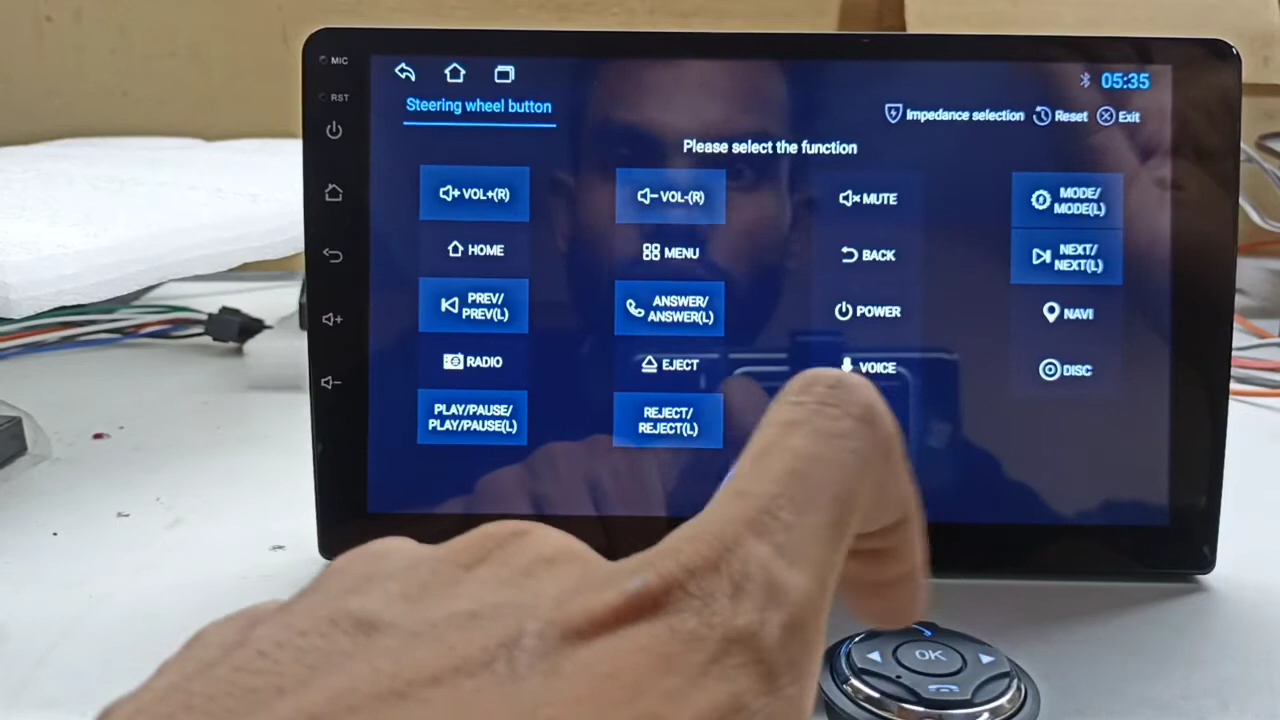 MIC
RST
05:35
Steering wheel button
Impedance selection
Reset
Exit
Please select the function
VOL+(R)
VOL-(R)
MUTE
MODE/
MODE(L)
HOME
MENU
BACK
NEXT/
NEXT(L)
PREV/
PREV(L)
ANSWER/
ANSWER(L)
POWER
NAVI
RADIO
EJECT
VOICE
DISC
PLAY/PAUSE/
PLAY/PAUSE(L)
REJECT/
REJECT(L)
OK